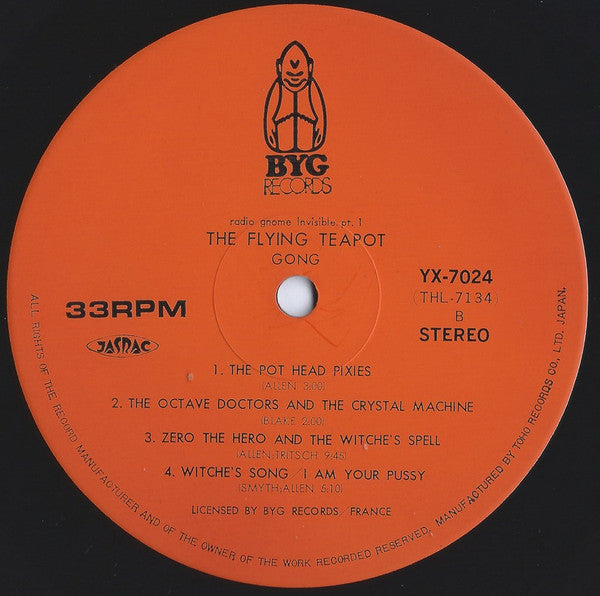 BYG
RECORDS
radio gnome Invisible pt. 1
THE FLYING TEAPOT
GONG
YX-7024
(THL-7134)
B
STEREO
33RPM
JASRAC
1. THE POT HEAD PIXIES
(ALLEN 3:00)
2. THE OCTAVE DOCTORS AND THE CRYSTAL MACHINE
(BLAKE 2:00)
3. ZERO THE HERO AND THE WITCHE'S SPELL
(ALLEN:TRITSCH 9:45)
4. WITCHE'S SONG / I AM YOUR PUSSY
(SMYTH:ALLEN 5:10)
LICENSED BY BYG RECORDS / FRANCE
ALL RIGHTS OF THE RECORD MANUFACTURER AND OF THE OWNER OF THE WORK RECORDED RESERVED, MANUFACTURED BY TOHO RECORDS CO., LTD. JAPAN.